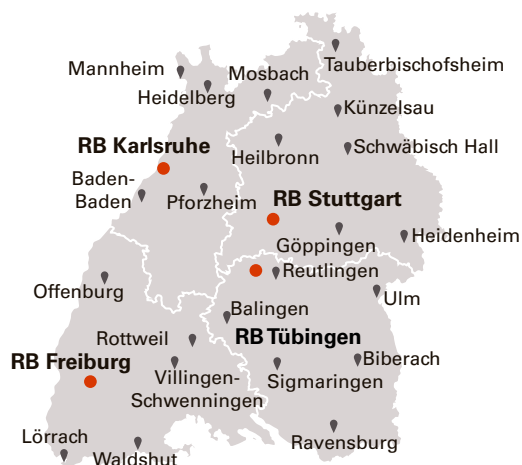 Tauberbischofsheim
Mannheim
Mosbach
Heidelberg
Künzelsau
RB Karlsruhe
Heilbronn
Schwäbisch Hall
Baden-
Baden
Pforzheim
RB Stuttgart
Göppingen
Heidenheim
Reutlingen
Offenburg
Ulm
Balingen
Rottweil
RB Tübingen
RB Freiburg
Biberach
Villingen-
Schwenningen
Sigmaringen
Lörrach
Ravensburg
Waldshut